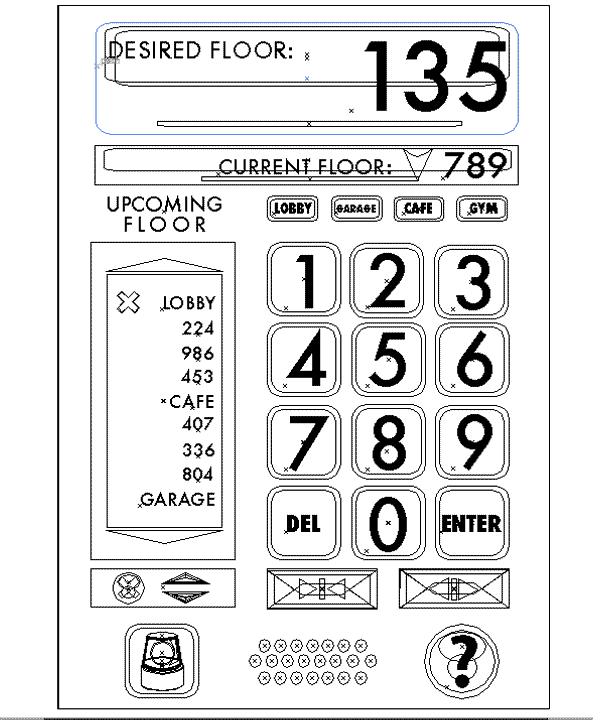 DESIRED FLOOR: 135
CURRENT FLOOR: 789
UPCOMING
FLOOR
LOBBY GARAGE CAFE GYM
LOBBY
224
986
453
CAFE
407
336
804
GARAGE
1 2 3
4 5 6
7 8 9
DEL 0 ENTER
?